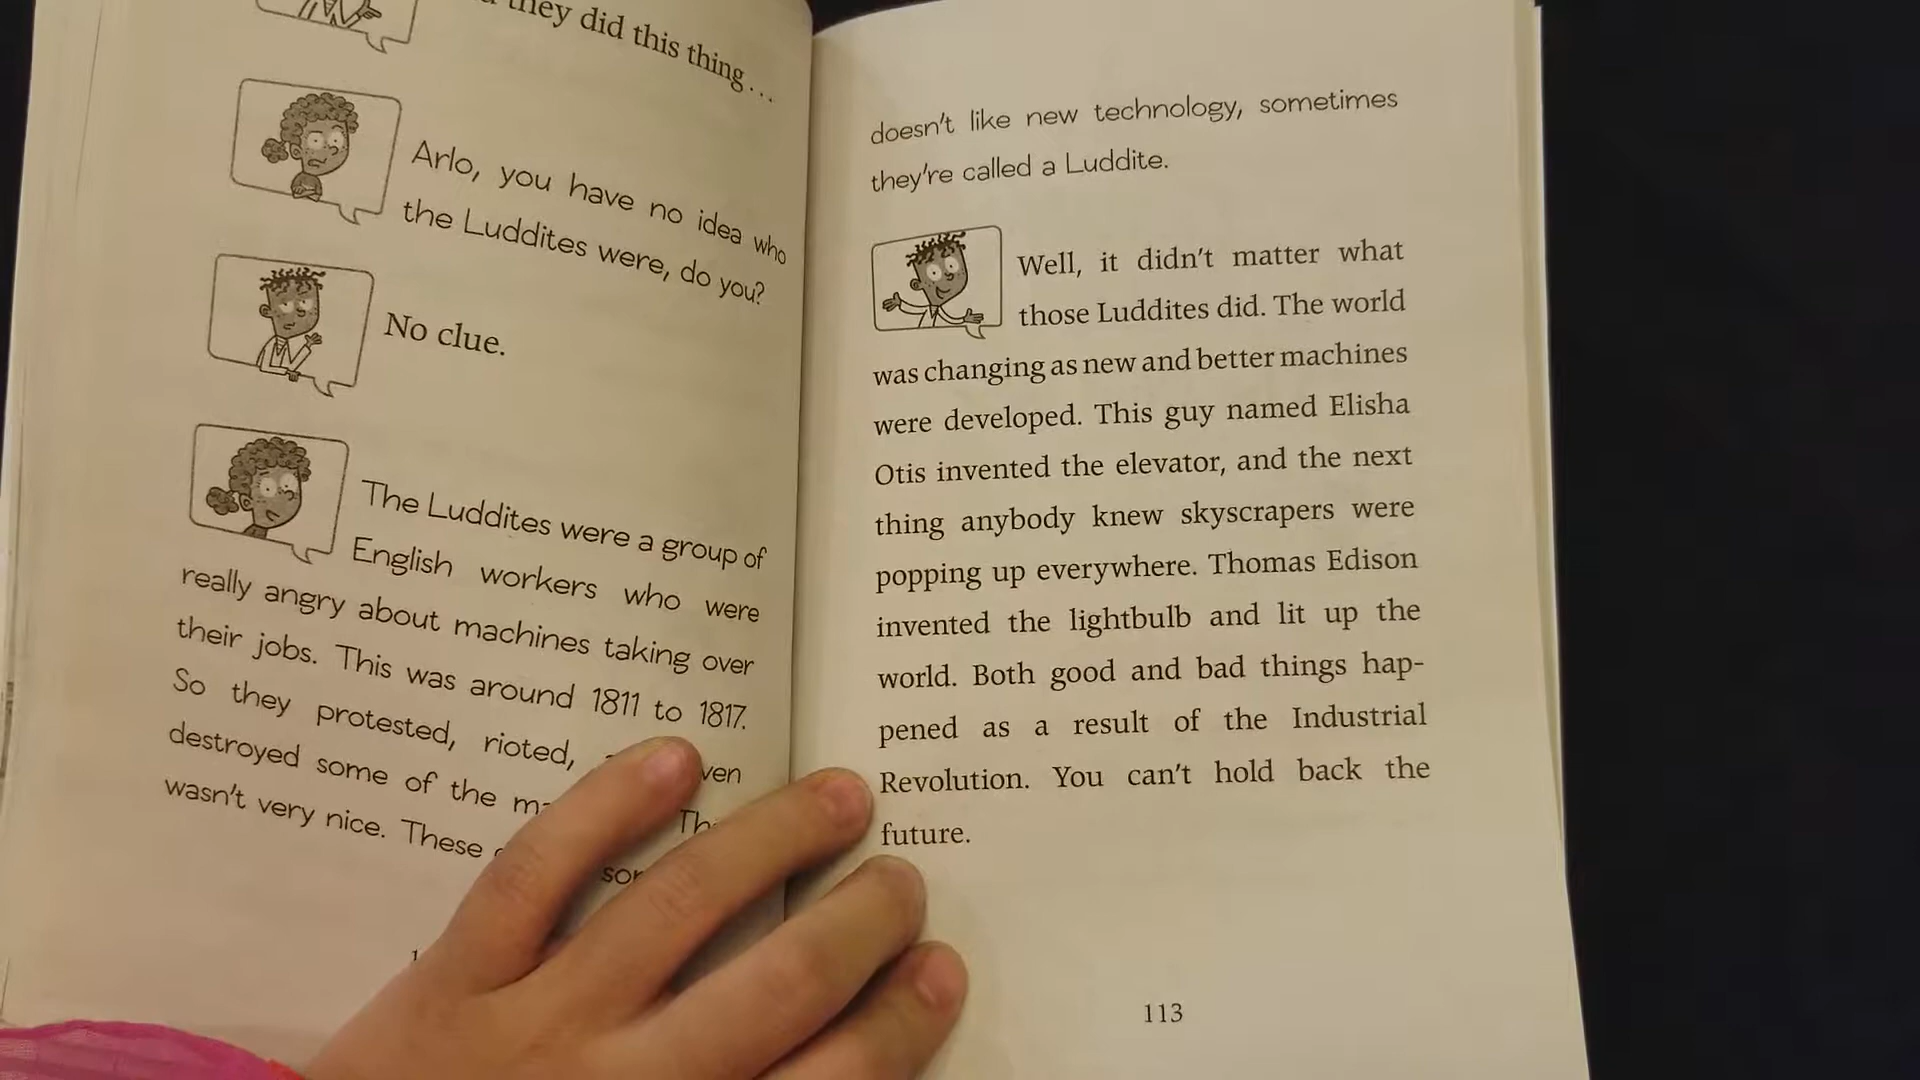 they did this thing...
Arlo, you have no idea who
the Luddites were, do you?
No clue.
The Luddites were a group of
English workers who were
really angry about machines taking over
their jobs. This was around 1811 to 1817.
So they protested, rioted,
destroyed some of the
wasn't very nice. These
doesn't like new technology, sometimes
they're called a Luddite.
Well, it didn't matter what
those Luddites did. The world
was changing as new and better machines
were developed. This guy named Elisha
Otis invented the elevator, and the next
thing anybody knew skyscrapers were
popping up everywhere. Thomas Edison
invented the lightbulb and lit up the
world. Both good and bad things hap-
pened as a result of the Industrial
Revolution. You can't hold back the
future.
113